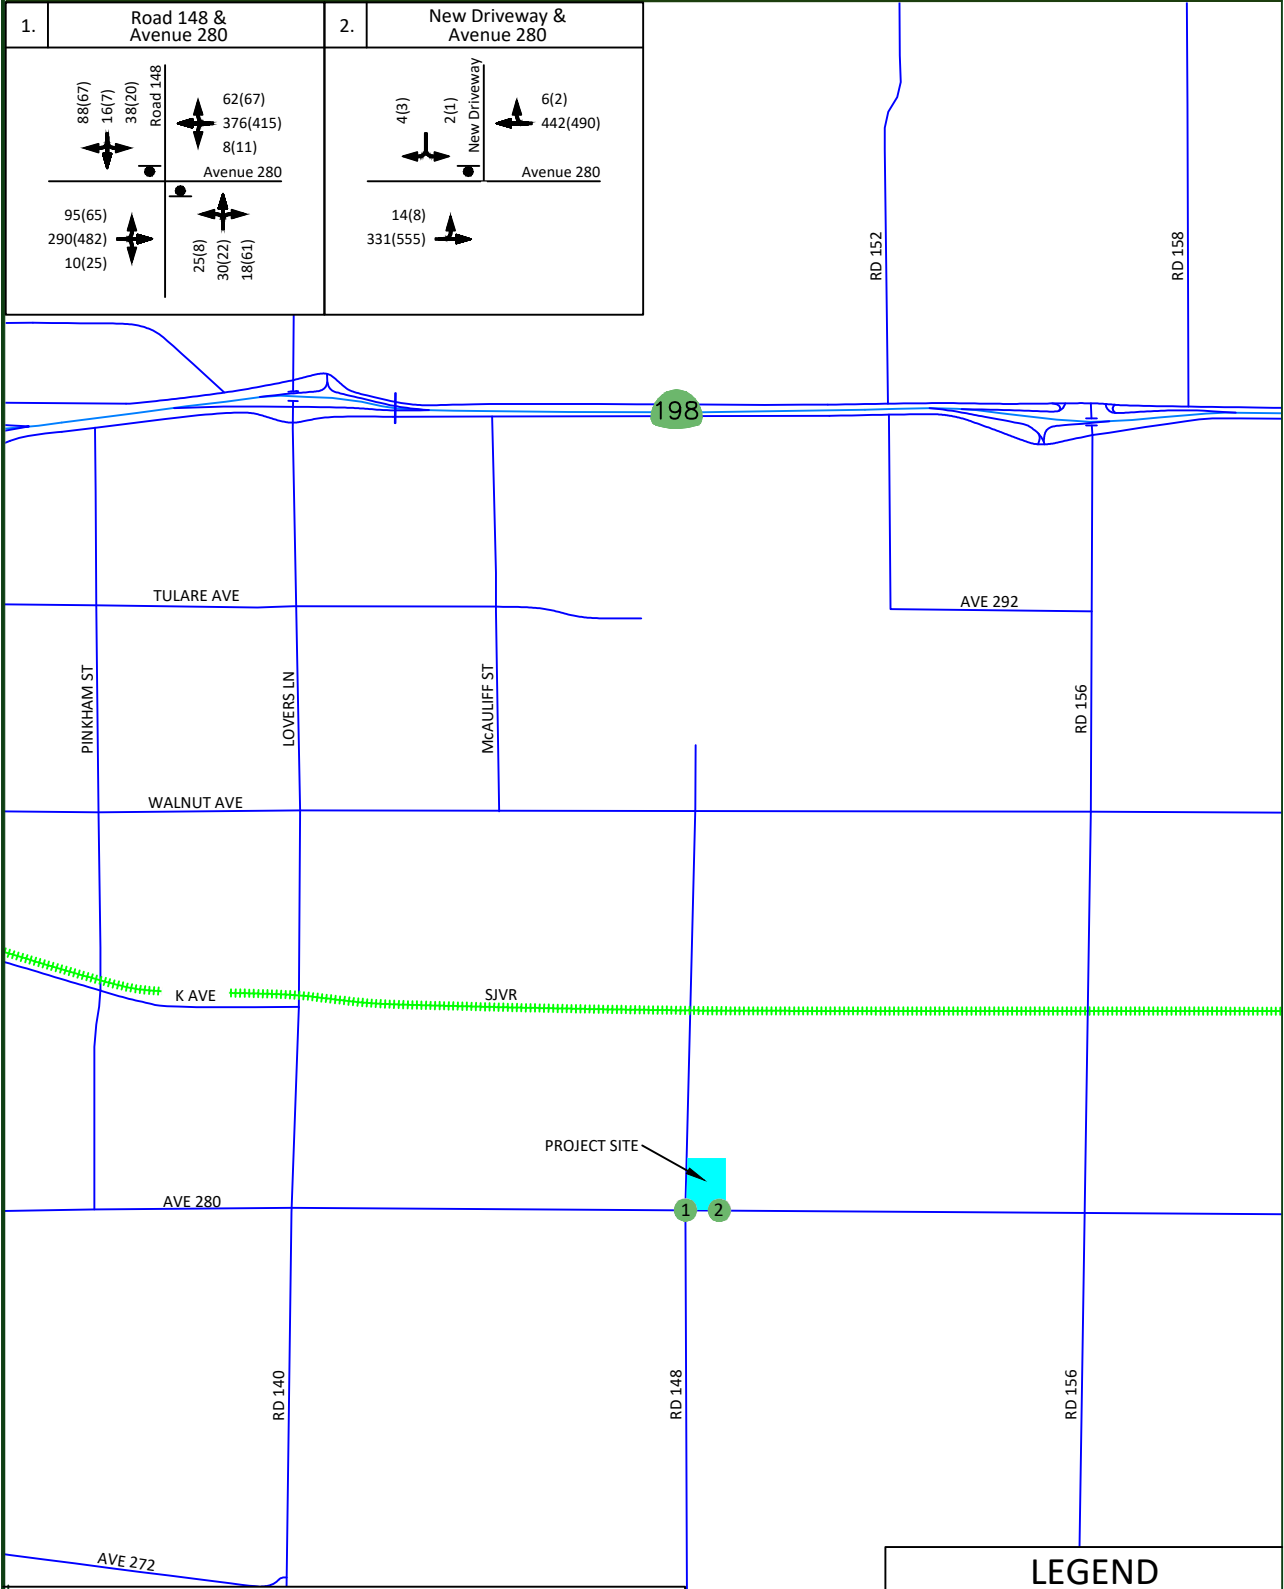 1.
Road 148 &
Avenue 280
88(67)
16(7)
38(20)
Road 148
62(67)
376(415)
8(11)
Avenue 280
95(65)
290(482)
10(25)
25(8)
30(22)
18(61)
2.
New Driveway &
Avenue 280
4(3)
2(1)
New Driveway
6(2)
442(490)
Avenue 280
14(8)
331(555)
RD 152
RD 158
198
TULARE AVE
AVE 292
PINKHAM ST
LOVERS LN
McAULIFF ST
RD 156
WALNUT AVE
K AVE
SJVR
PROJECT SITE
AVE 280
1
2
RD 140
RD 148
RD 156
AVE 272
LEGEND